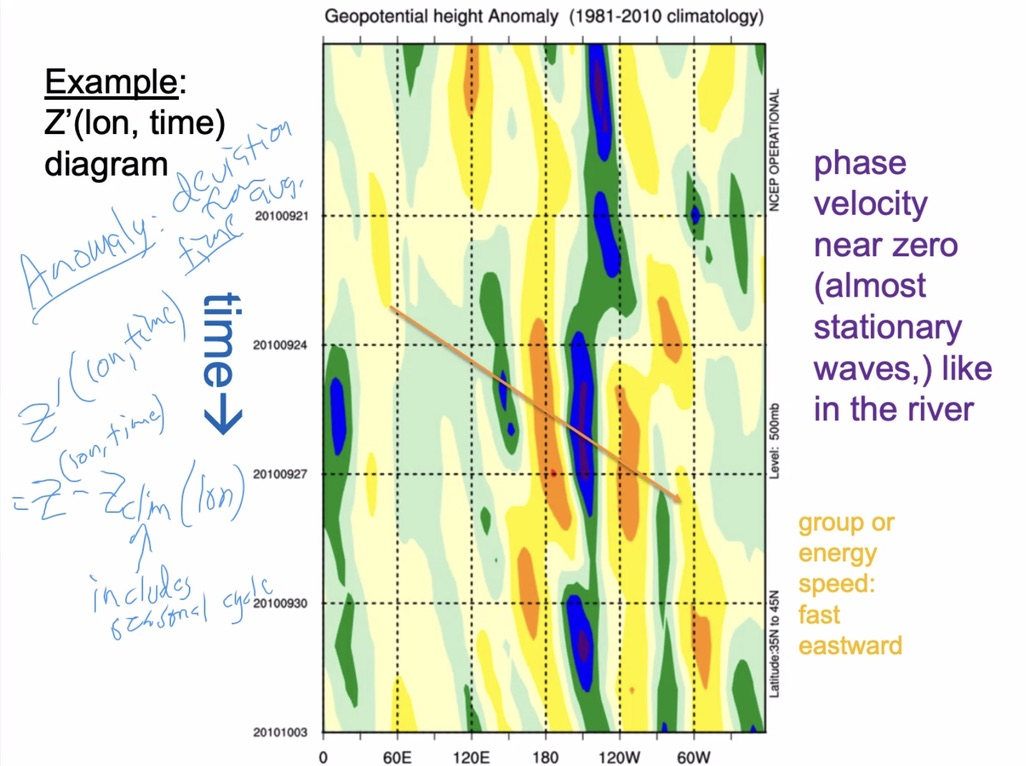 Geopotential height Anomaly (1981-2010 climatology)
Example:
Z'(lon, time)
diagram
Anomaly: deviation
from avg.
time
time→
Z'(lon, time)
(lon, time)
= Z - Zclim (lon)
includes
seasonal cycle
20100921
20100924
20100927
20100930
20101003
0 60E 120E 180 120W 60W
NCEP OPERATIONAL
Level: 500mb
Latitude:35N to 45N
phase
velocity
near zero
(almost
stationary
waves,) like
in the river
group or
energy
speed:
fast
eastward